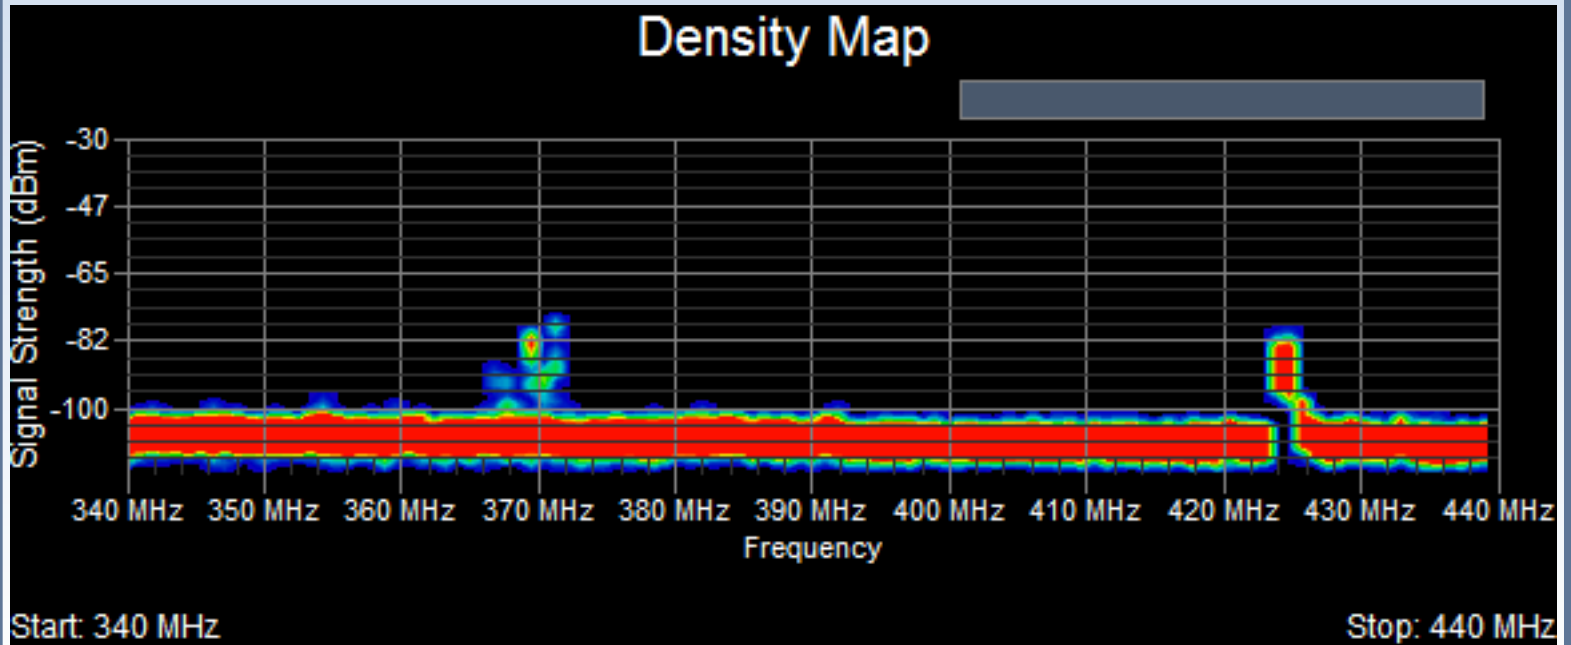 Density Map
Signal Strength (dBm)
-30
-47
-65
-82
-100
340 MHz 350 MHz 360 MHz 370 MHz 380 MHz 390 MHz 400 MHz 410 MHz 420 MHz 430 MHz 440 MHz
Frequency
Start: 340 MHz
Stop: 440 MHz